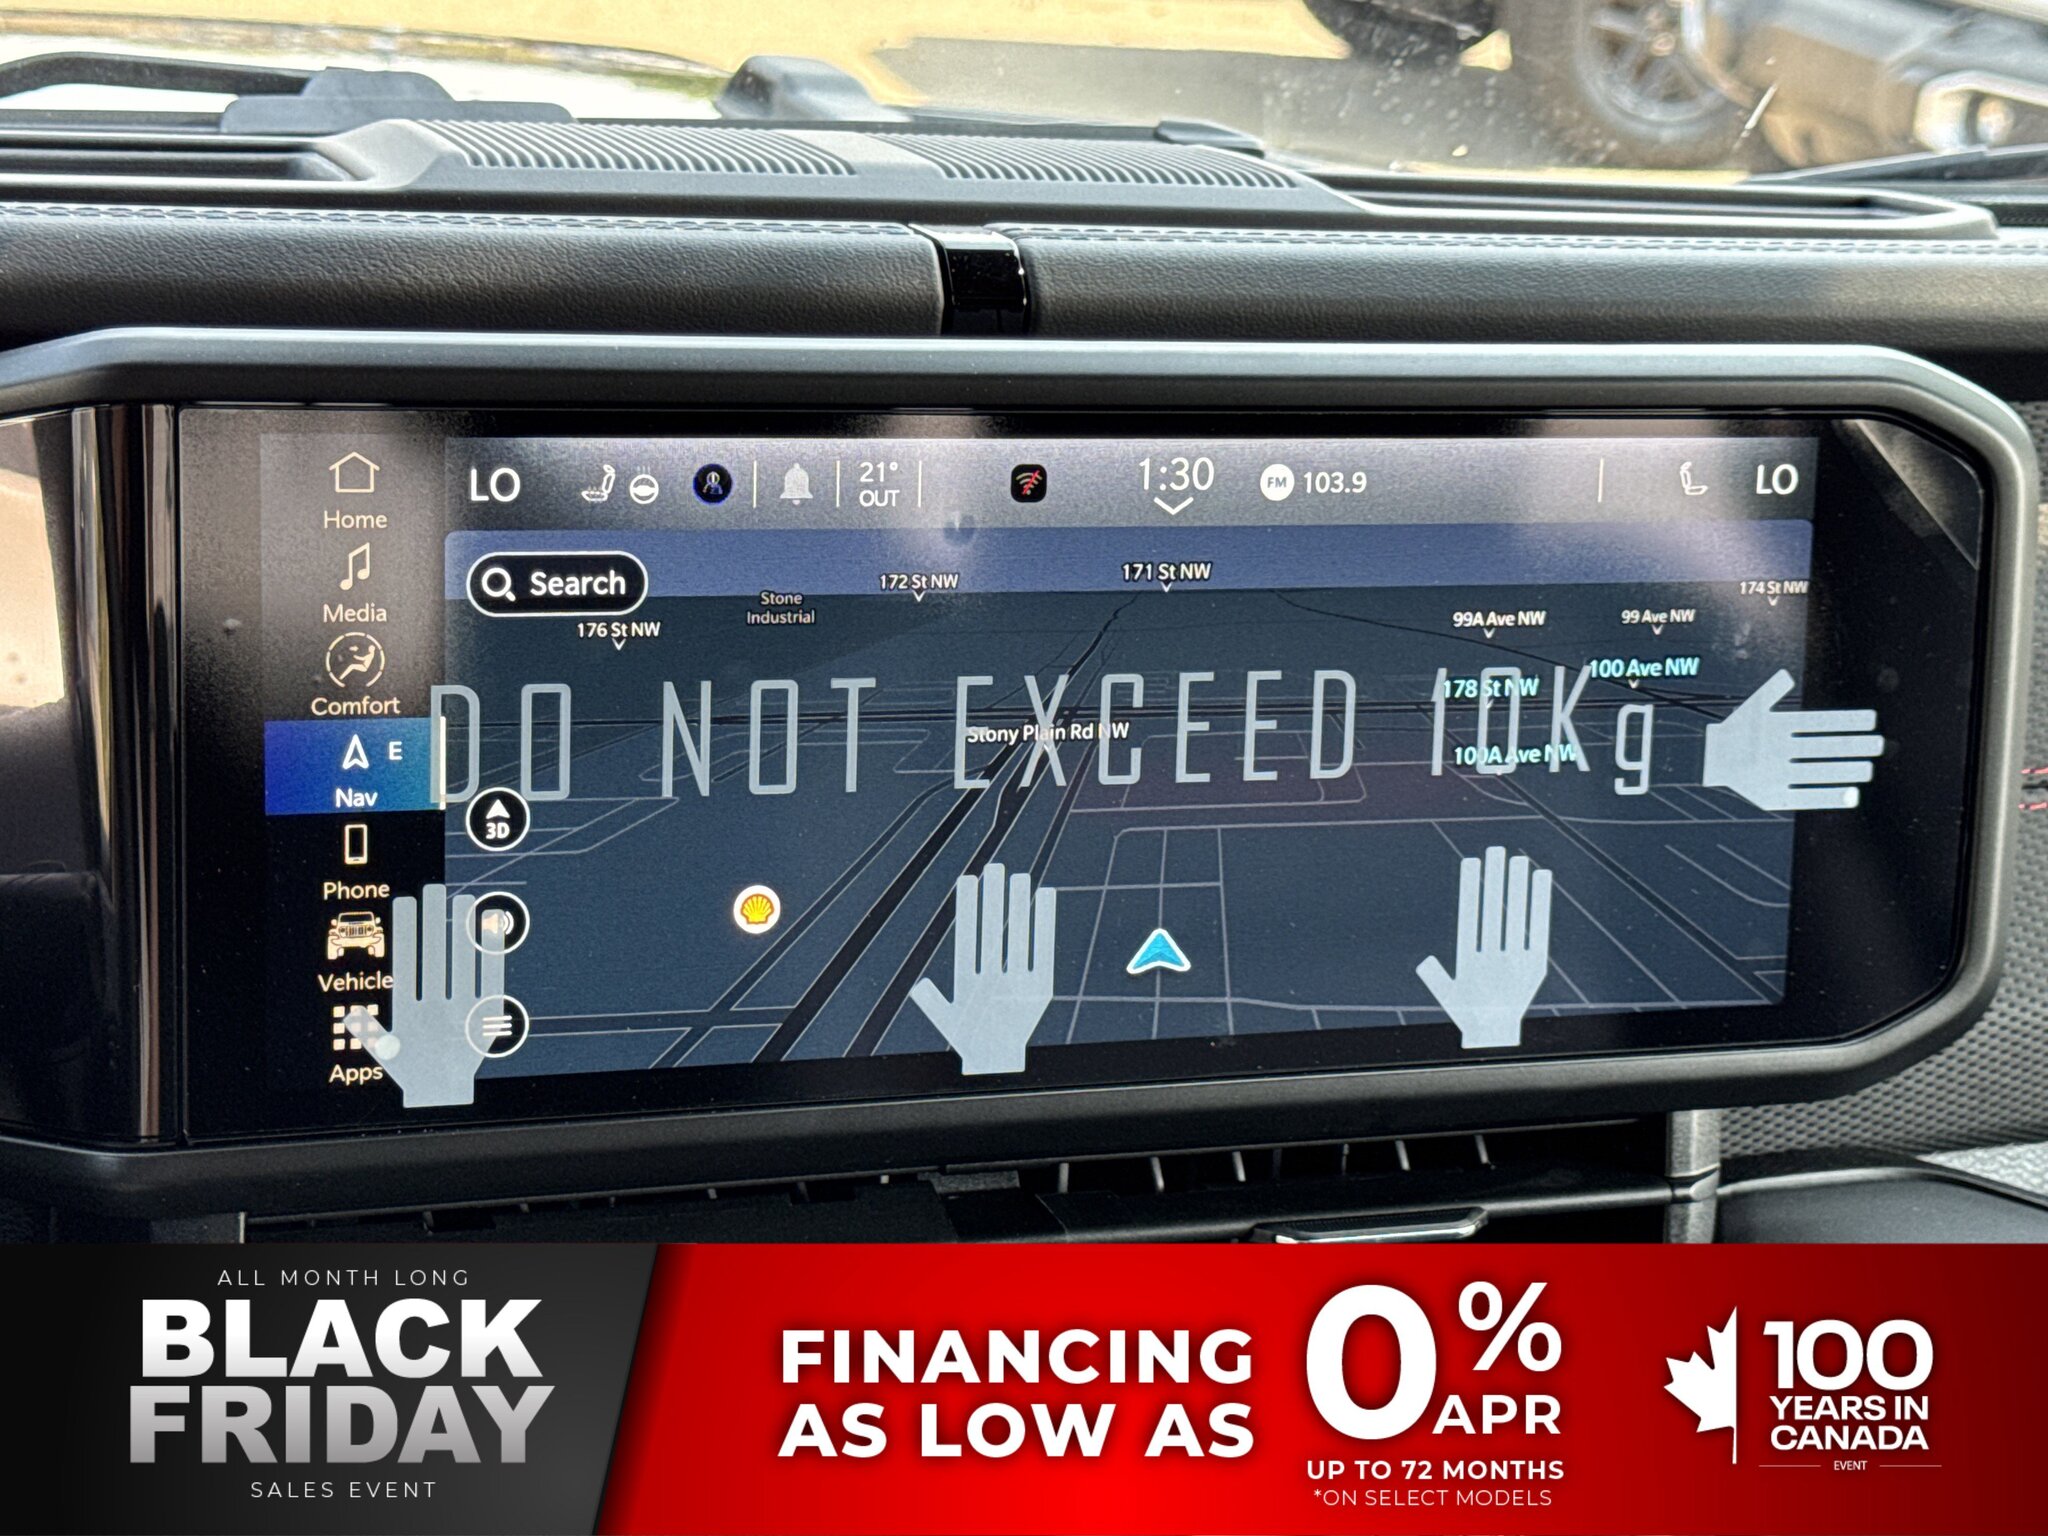 LO
21°
OUT
1:30
FM 103.9
LO
Home
Media
Comfort
E
Nav
Phone
Vehicle
Apps
Search
176 St NW
Stone
Industrial
172 St NW
171 St NW
99A Ave NW
99 Ave NW
174 St NW
100 Ave NW
178 St NW
Stony Plain Rd NW
100A Ave NW
3D
DO NOT EXCEED 10Kg
ALL MONTH LONG
BLACK
FRIDAY
SALES EVENT
FINANCING
AS LOW AS
0%
APR
UP TO 72 MONTHS
*ON SELECT MODELS
100
YEARS IN
CANADA
EVENT